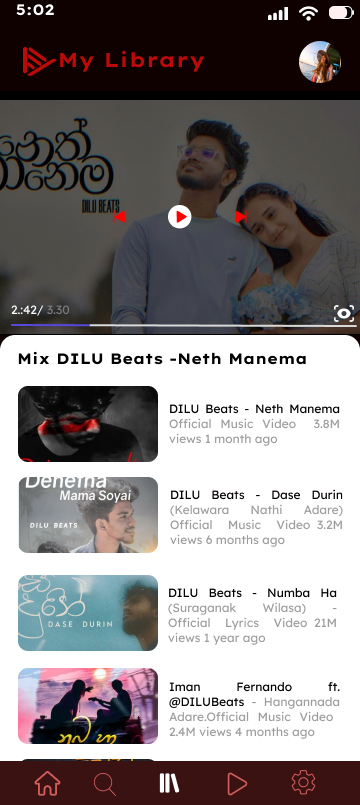 5:02
My Library
නෙත්
මානෙම
DILU BEATS
2.:42/ 3.30
Mix DILU Beats -Neth Manema
DILU Beats - Neth Manema
Official Music Video 3.8M
views 1 month ago
Mama Soyai
DILU BEATS
DILU Beats - Dase Durin
(Kelawara Nathi Adare)
Official Music Video 3.2M
views 6 months ago
DASE DURIN
DILU Beats - Numba Ha
(Suraganak Wilasa) -
Official Lyrics Video 21M
views 1 year ago
Iman Fernando ft.
@DILUBeats - Hangannada
Adare.Official Music Video
2.4M views 4 months ago